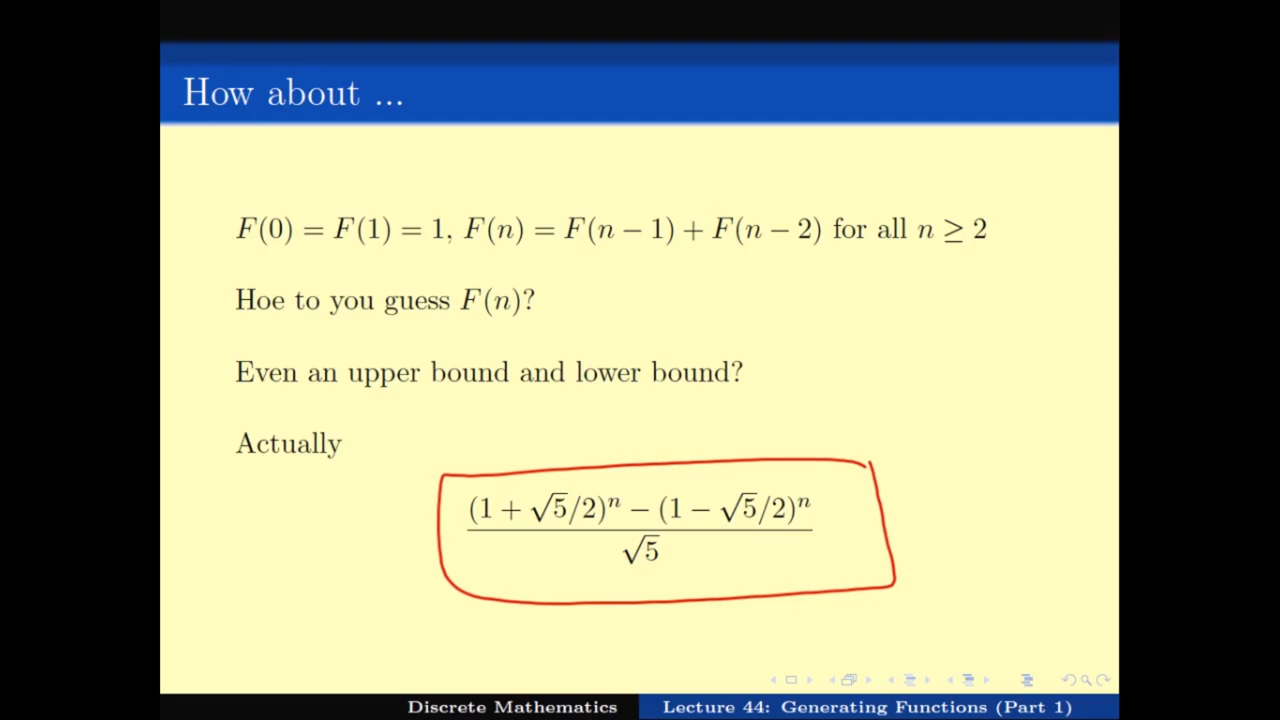 How about ...
F(0) = F(1) = 1, F(n) = F(n − 1) + F(n − 2) for all n ≥ 2
Hoe to you guess F(n)?
Even an upper bound and lower bound?
Actually
(1 + √5/2)ⁿ − (1 − √5/2)ⁿ
√5
Discrete Mathematics Lecture 44: Generating Functions (Part 1)